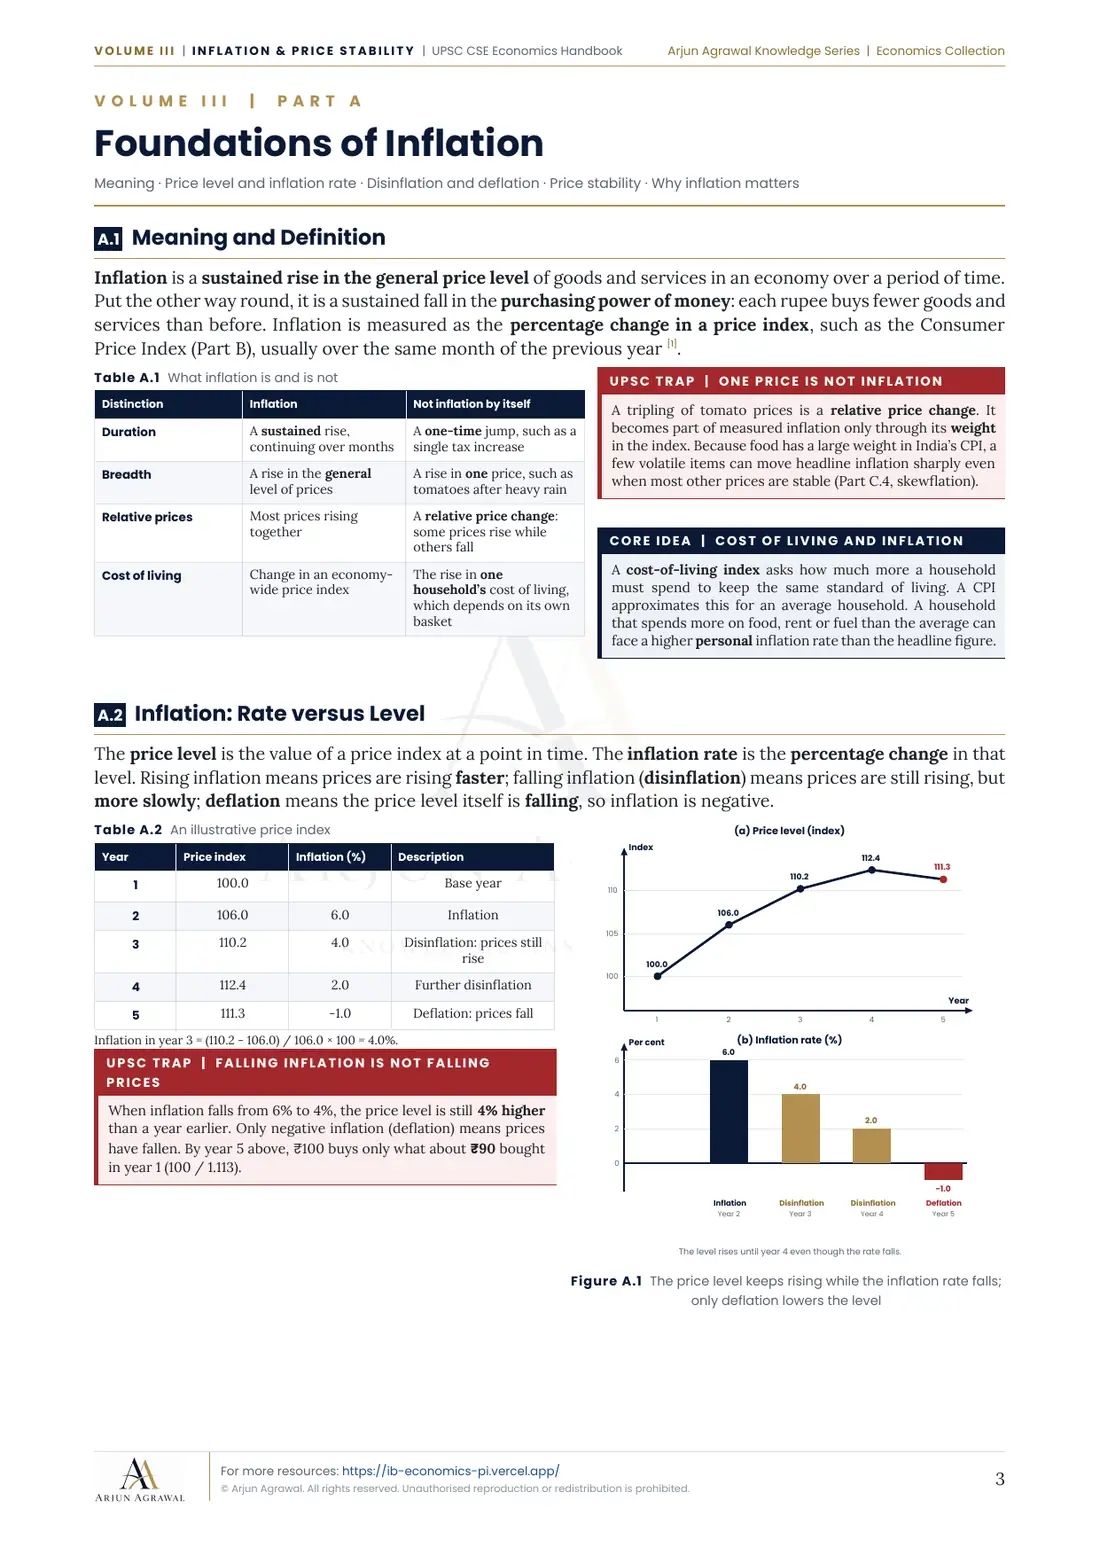 VOLUME III | INFLATION & PRICE STABILITY | UPSC CSE Economics Handbook
Arjun Agrawal Knowledge Series | Economics Collection
VOLUME III | PART A
Foundations of Inflation
Meaning · Price level and inflation rate · Disinflation and deflation · Price stability · Why inflation matters
A.1 Meaning and Definition
Inflation is a sustained rise in the general price level of goods and services in an economy over a period of time.
Put the other way round, it is a sustained fall in the purchasing power of money: each rupee buys fewer goods and
services than before. Inflation is measured as the percentage change in a price index, such as the Consumer
Price Index (Part B), usually over the same month of the previous year [1].
Table A.1 What inflation is and is not
Distinction Inflation Not inflation by itself
Duration A sustained rise, A one-time jump, such as a
continuing over months single tax increase
Breadth A rise in the general A rise in one price, such as
level of prices tomatoes after heavy rain
Relative prices Most prices rising A relative price change:
together some prices rise while
others fall
Cost of living Change in an economy- The rise in one
wide price index household's cost of living,
which depends on its own
basket
UPSC TRAP | ONE PRICE IS NOT INFLATION
A tripling of tomato prices is a relative price change. It
becomes part of measured inflation only through its weight
in the index. Because food has a large weight in India's CPI, a
few volatile items can move headline inflation sharply even
when most other prices are stable (Part C.4, skewflation).
CORE IDEA | COST OF LIVING AND INFLATION
A cost-of-living index asks how much more a household
must spend to keep the same standard of living. A CPI
approximates this for an average household. A household
that spends more on food, rent or fuel than the average can
face a higher personal inflation rate than the headline figure.
A.2 Inflation: Rate versus Level
The price level is the value of a price index at a point in time. The inflation rate is the percentage change in that
level. Rising inflation means prices are rising faster; falling inflation (disinflation) means prices are still rising, but
more slowly; deflation means the price level itself is falling, so inflation is negative.
Table A.2 An illustrative price index
Year Price index Inflation (%) Description
1 100.0 Base year
2 106.0 6.0 Inflation
3 110.2 4.0 Disinflation: prices still
rise
4 112.4 2.0 Further disinflation
5 111.3 -1.0 Deflation: prices fall
Inflation in year 3 = (110.2 - 106.0) / 106.0 × 100 = 4.0%.
UPSC TRAP | FALLING INFLATION IS NOT FALLING
PRICES
When inflation falls from 6% to 4%, the price level is still 4% higher
than a year earlier. Only negative inflation (deflation) means prices
have fallen. By year 5 above, ₹100 buys only what about ₹90 bought
in year 1 (100 / 1.113).
(a) Price level (index)
Index
112.4
111.3
110.2
110
106.0
105
100.0
100
Year
1 2 3 4 5
(b) Inflation rate (%)
Per cent
6.0
6
4.0
4
2.0
2
0
-1.0
Inflation Disinflation Disinflation Deflation
Year 2 Year 3 Year 4 Year 5
The level rises until year 4 even though the rate falls.
Figure A.1 The price level keeps rising while the inflation rate falls;
only deflation lowers the level
ARJUN AGRAWAL
For more resources: https://ib-economics-pi.vercel.app/
© Arjun Agrawal. All rights reserved. Unauthorised reproduction or redistribution is prohibited.
3